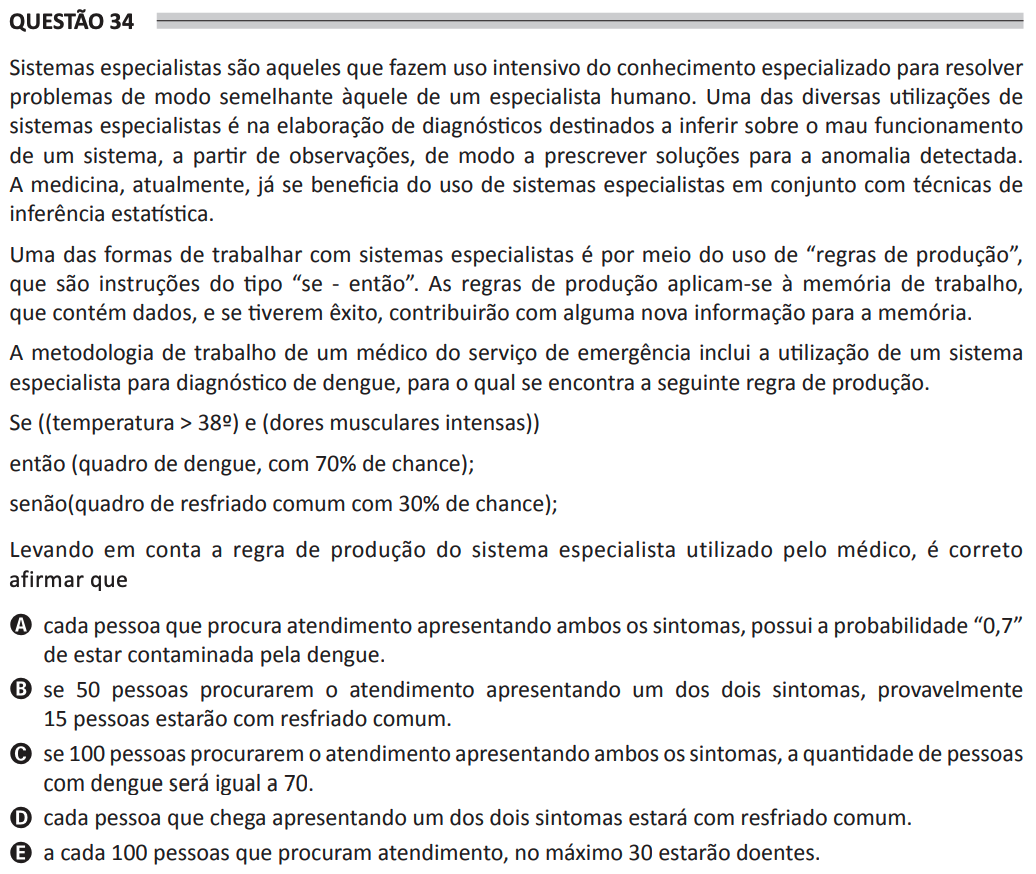 QUESTÃO 34
Sistemas especialistas são aqueles que fazem uso intensivo do conhecimento especializado para resolver
problemas de modo semelhante àquele de um especialista humano. Uma das diversas utilizações de
sistemas especialistas é na elaboração de diagnósticos destinados a inferir sobre o mau funcionamento
de um sistema, a partir de observações, de modo a prescrever soluções para a anomalia detectada.
A medicina, atualmente, já se beneficia do uso de sistemas especialistas em conjunto com técnicas de
inferência estatística.
Uma das formas de trabalhar com sistemas especialistas é por meio do uso de “regras de produção”,
que são instruções do tipo “se - então”. As regras de produção aplicam-se à memória de trabalho,
que contém dados, e se tiverem êxito, contribuirão com alguma nova informação para a memória.
A metodologia de trabalho de um médico do serviço de emergência inclui a utilização de um sistema
especialista para diagnóstico de dengue, para o qual se encontra a seguinte regra de produção.
Se ((temperatura > 38º) e (dores musculares intensas))
então (quadro de dengue, com 70% de chance);
senão(quadro de resfriado comum com 30% de chance);
Levando em conta a regra de produção do sistema especialista utilizado pelo médico, é correto
afirmar que
A cada pessoa que procura atendimento apresentando ambos os sintomas, possui a probabilidade “0,7”
de estar contaminada pela dengue.
B se 50 pessoas procurarem o atendimento apresentando um dos dois sintomas, provavelmente
15 pessoas estarão com resfriado comum.
C se 100 pessoas procurarem o atendimento apresentando ambos os sintomas, a quantidade de pessoas
com dengue será igual a 70.
D cada pessoa que chega apresentando um dos dois sintomas estará com resfriado comum.
E a cada 100 pessoas que procuram atendimento, no máximo 30 estarão doentes.